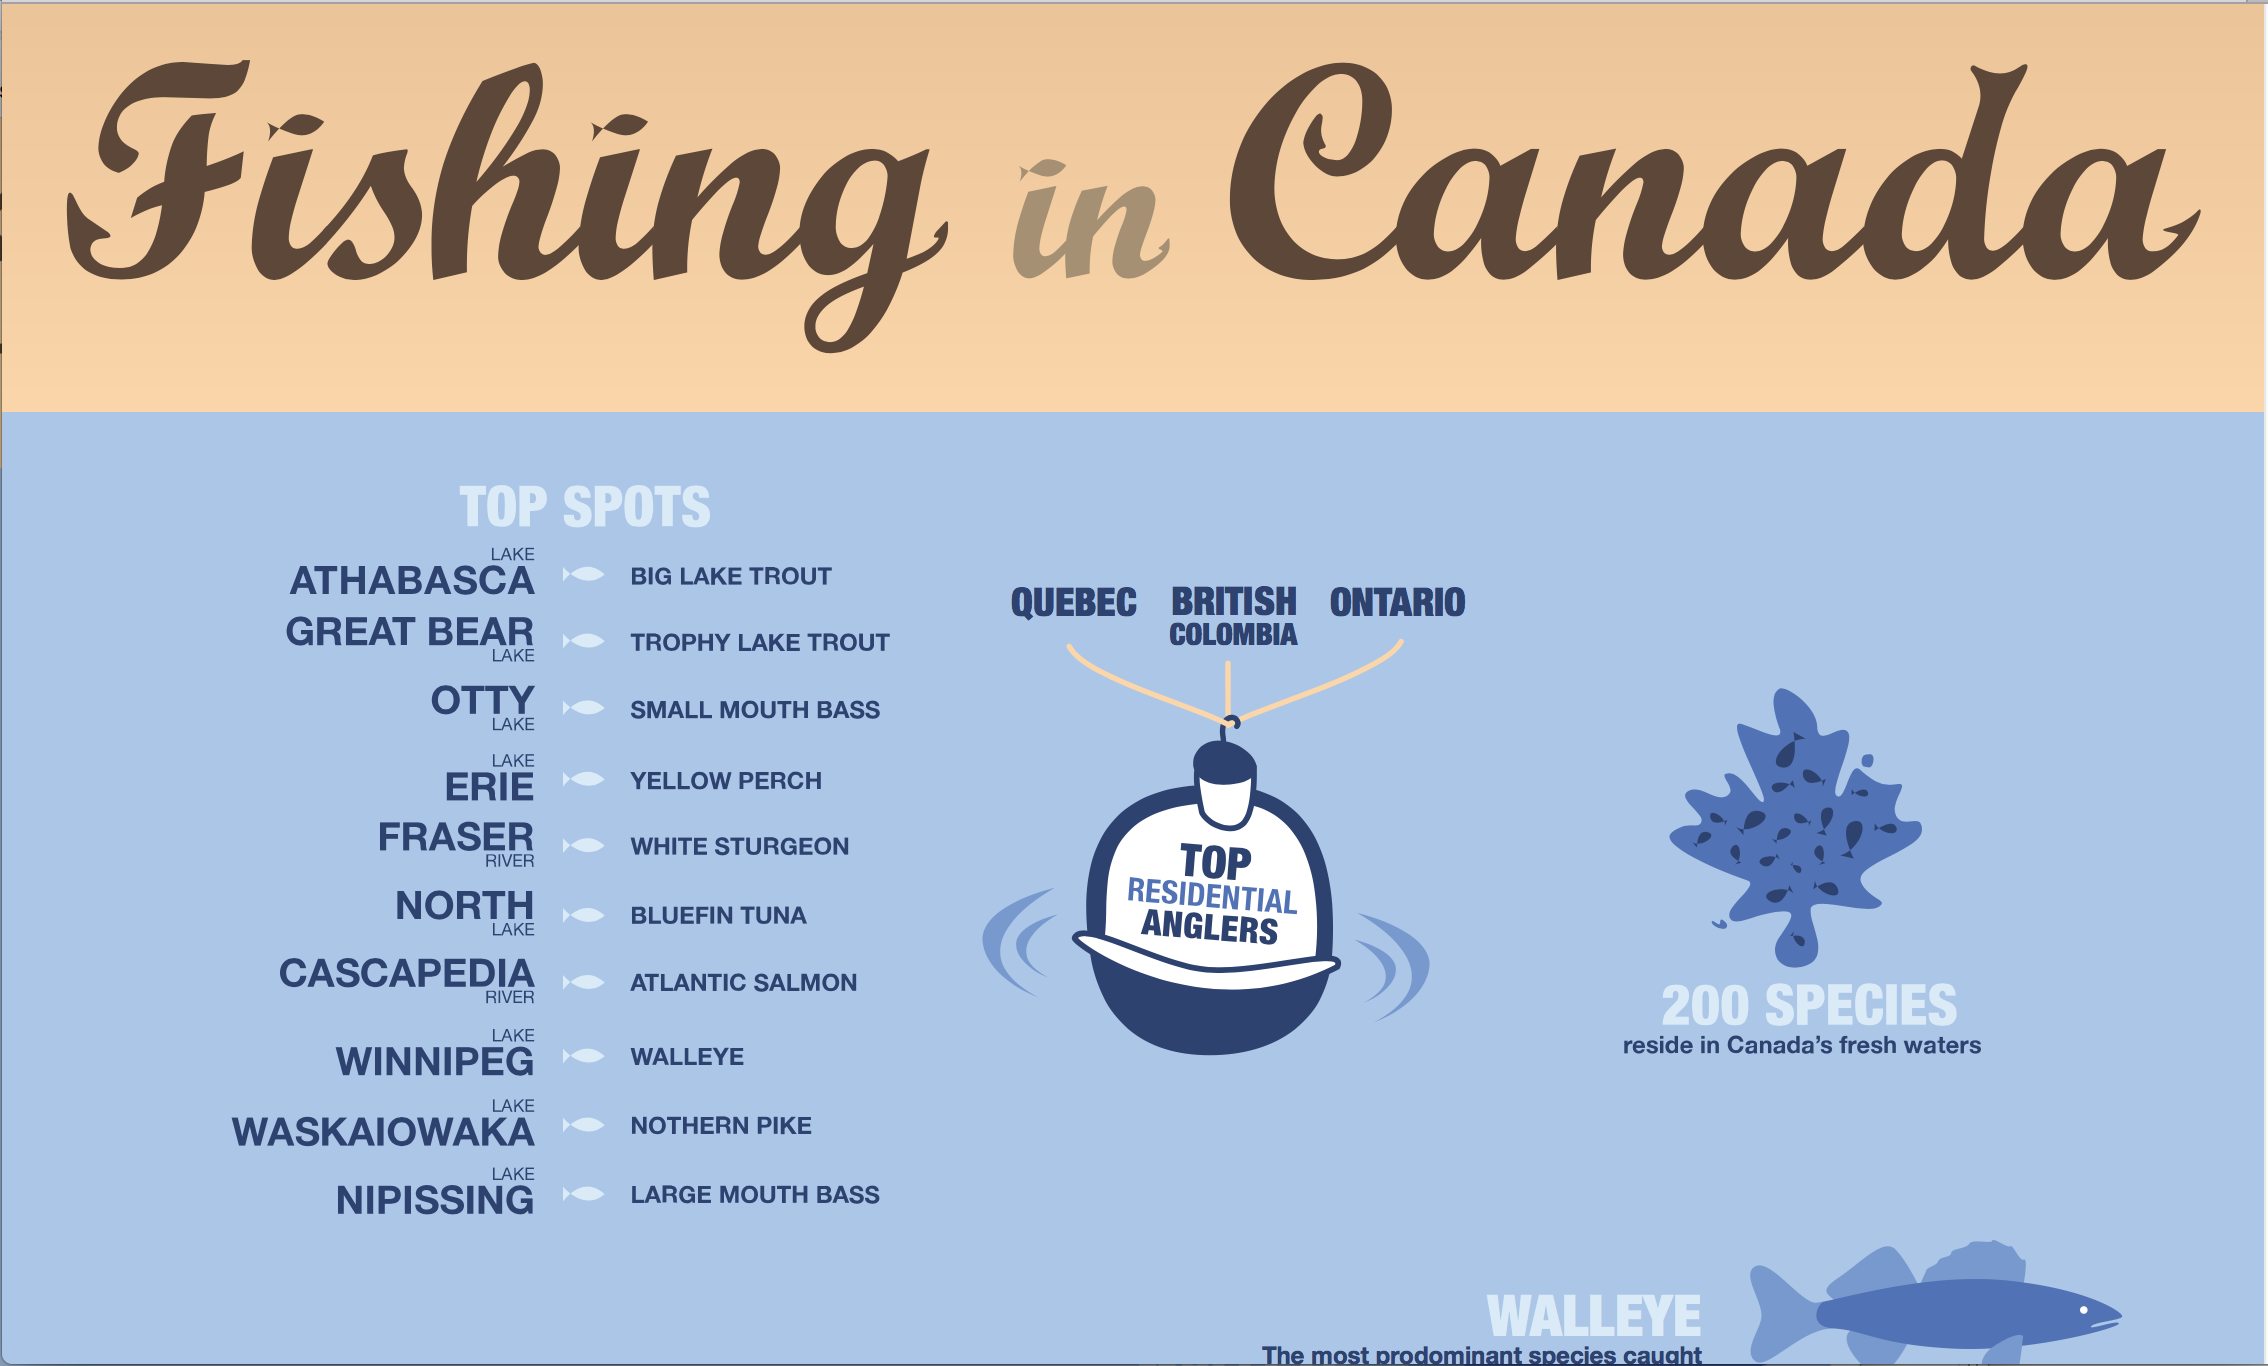 Fishing in Canada
TOP SPOTS
LAKE
ATHABASCA
BIG LAKE TROUT
GREAT BEAR
LAKE
TROPHY LAKE TROUT
OTTY
LAKE
SMALL MOUTH BASS
LAKE
ERIE
YELLOW PERCH
FRASER
RIVER
WHITE STURGEON
NORTH
LAKE
BLUEFIN TUNA
CASCAPEDIA
RIVER
ATLANTIC SALMON
LAKE
WINNIPEG
WALLEYE
LAKE
WASKAIOWAKA
NOTHERN PIKE
LAKE
NIPISSING
LARGE MOUTH BASS
QUEBEC
BRITISH
COLOMBIA
ONTARIO
TOP
RESIDENTIAL
ANGLERS
200 SPECIES
reside in Canada's fresh waters
WALLEYE
The most prodominant species caught